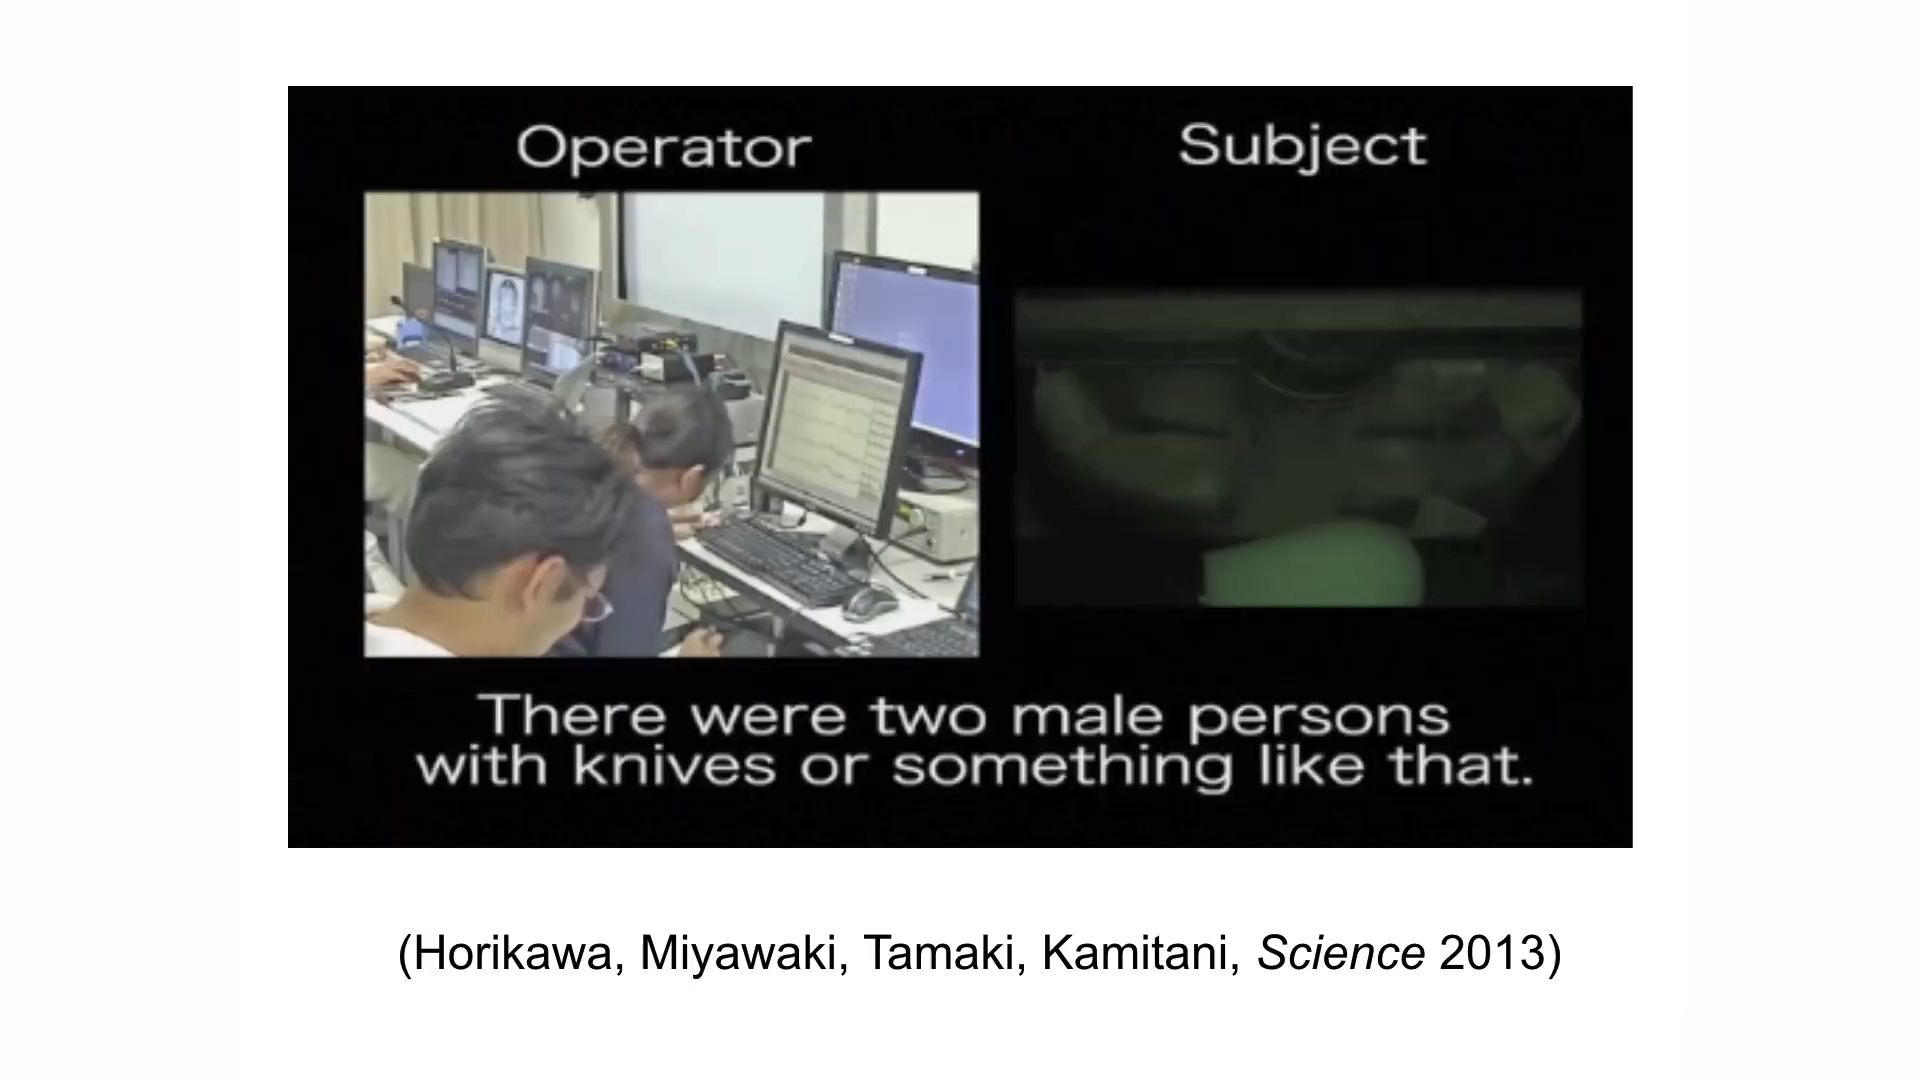 Operator
Subject
There were two male persons
with knives or something like that.
(Horikawa, Miyawaki, Tamaki, Kamitani, Science 2013)